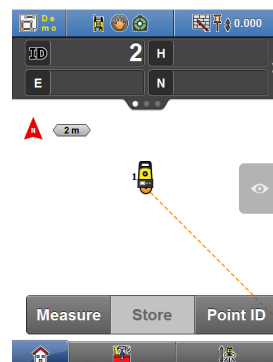 De
mo
0.000
ID 2 H
E N
N 2 m
1
Measure Store Point ID